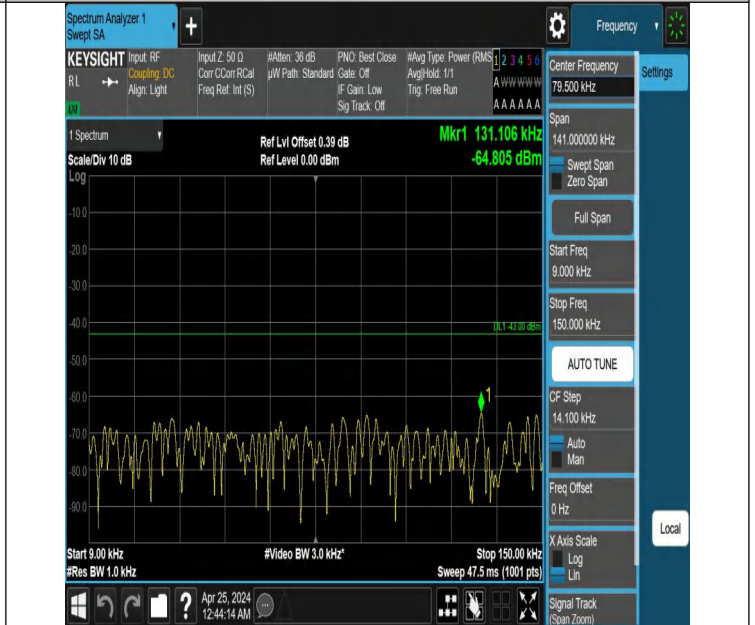 Spectrum Analyzer 1
Swept SA
+
Frequency
KEYSIGHT
RL
LXI
Input: RF
Coupling: DC
Align: Light
Input Z: 50 Ω
Corr CCorr RCal
Freq Ref: Int (S)
#Atten: 36 dB
µW Path: Standard
PNO: Best Close
Gate: Off
IF Gain: Low
Sig Track: Off
#Avg Type: Power (RMS
Avg|Hold: 1/1
Trig: Free Run
1 2 3 4 5 6
A W W W W W
A A A A A A
1 Spectrum
Scale/Div 10 dB
Log
Ref Lvl Offset 0.39 dB
Ref Level 0.00 dBm
Mkr1 131.106 kHz
-64.805 dBm
-10.0
-20.0
-30.0
-40.0
DL1 -43.00 dBm
-50.0
-60.0
1
-70.0
-80.0
-90.0
Start 9.00 kHz
#Res BW 1.0 kHz
#Video BW 3.0 kHz*
Stop 150.00 kHz
Sweep 47.5 ms (1001 pts)
?
Apr 25, 2024
12:44:14 AM
Center Frequency
79.500 kHz
Settings
Span
141.000000 kHz
Swept Span
Zero Span
Full Span
Start Freq
9.000 kHz
Stop Freq
150.000 kHz
AUTO TUNE
CF Step
14.100 kHz
Auto
Man
Freq Offset
0 Hz
X Axis Scale
Log
Lin
Local
Signal Track
(Span Zoom)